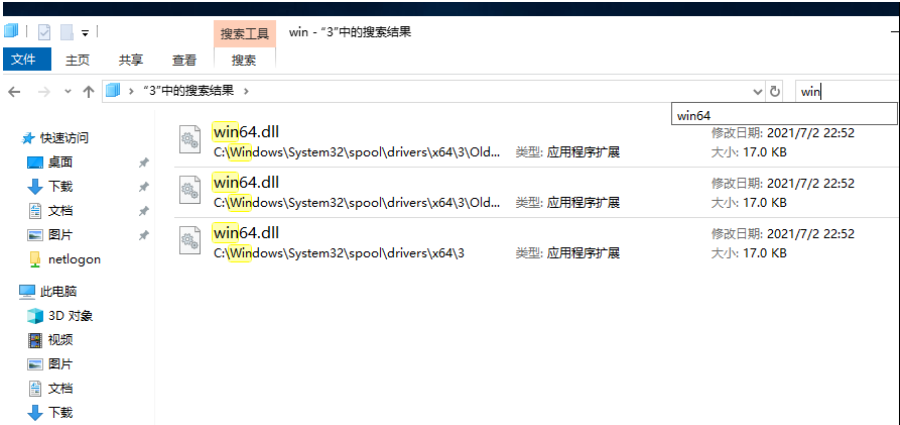 搜索工具 win - “3”中的搜索结果
文件 主页 共享 查看 搜索
“3”中的搜索结果 win
win64
快速访问
桌面
下载
文档
图片
netlogon
此电脑
3D 对象
视频
图片
文档
下载
win64.dll 修改日期: 2021/7/2 22:52
C:\Windows\System32\spool\drivers\x64\3\Old... 类型: 应用程序扩展 大小: 17.0 KB
win64.dll 修改日期: 2021/7/2 22:52
C:\Windows\System32\spool\drivers\x64\3\Old... 类型: 应用程序扩展 大小: 17.0 KB
win64.dll 修改日期: 2021/7/2 22:52
C:\Windows\System32\spool\drivers\x64\3 类型: 应用程序扩展 大小: 17.0 KB